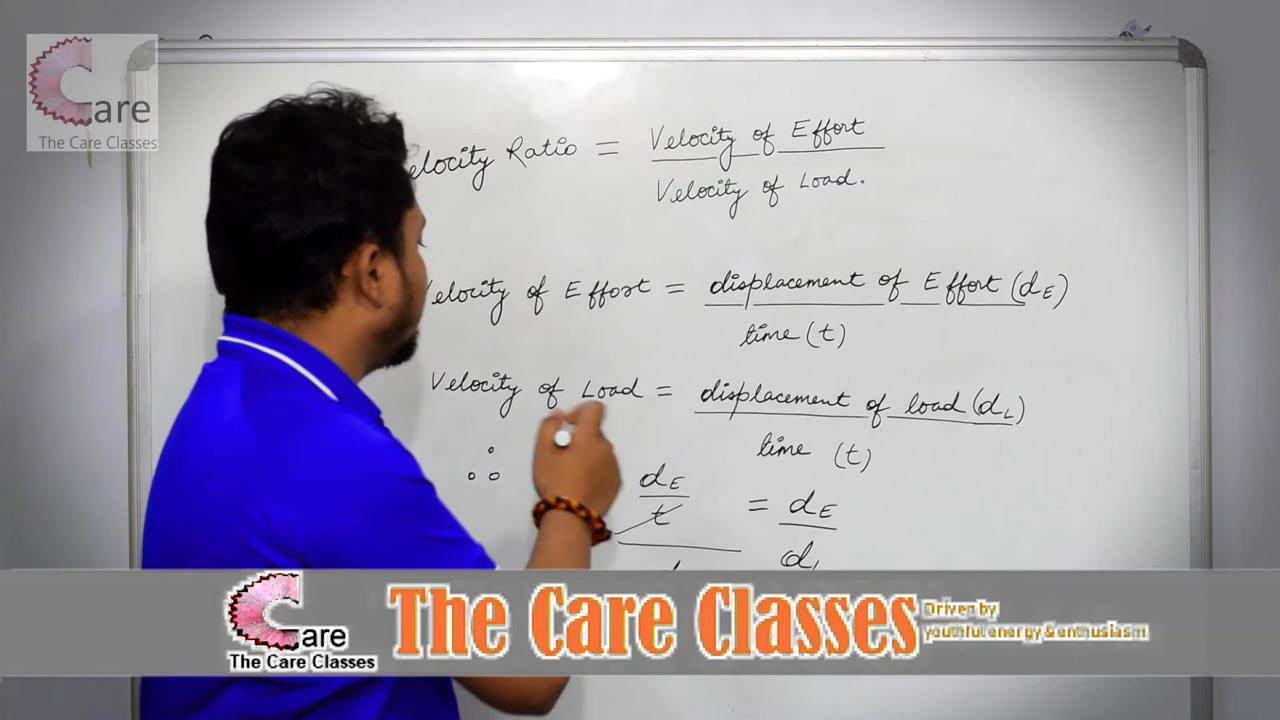 Care
The Care Classes
elocity Ratio = Velocity of Effort
Velocity of Load.
elocity of Effort = displacement of Effort (dE)
time (t)
Velocity of Load = displacement of load (dL)
time (t)
∴ dE
t
= dE
dL
Care
The Care Classes
The Care Classes
Driven by
youthful energy & enthusiasm